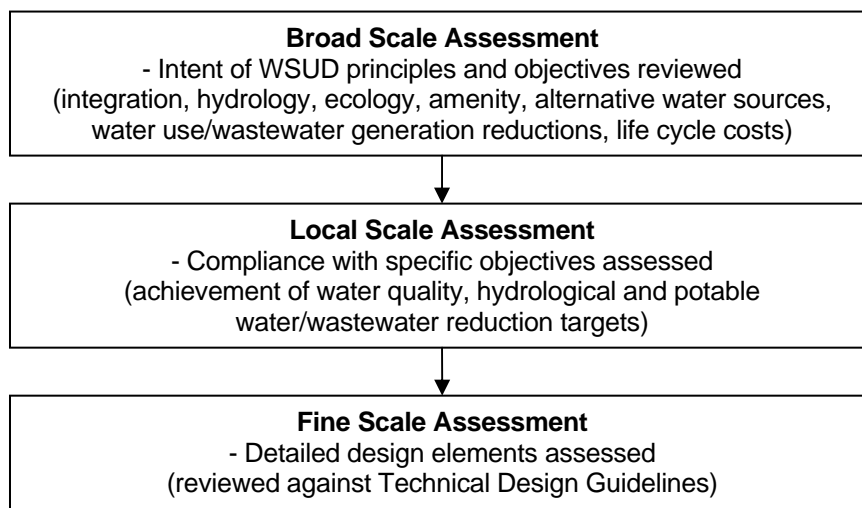 Broad Scale Assessment
- Intent of WSUD principles and objectives reviewed
(integration, hydrology, ecology, amenity, alternative water sources,
water use/wastewater generation reductions, life cycle costs)
Local Scale Assessment
- Compliance with specific objectives assessed
(achievement of water quality, hydrological and potable
water/wastewater reduction targets)
Fine Scale Assessment
- Detailed design elements assessed
(reviewed against Technical Design Guidelines)